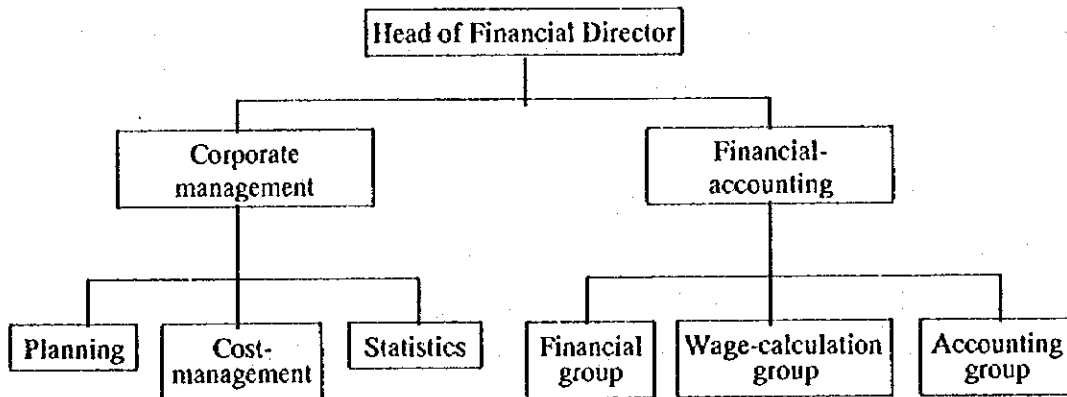 Head of Financial Director
Corporate
management
Financial-
accounting
Planning
Cost-
management
Statistics
Financial
group
Wage-calculation
group
Accounting
group